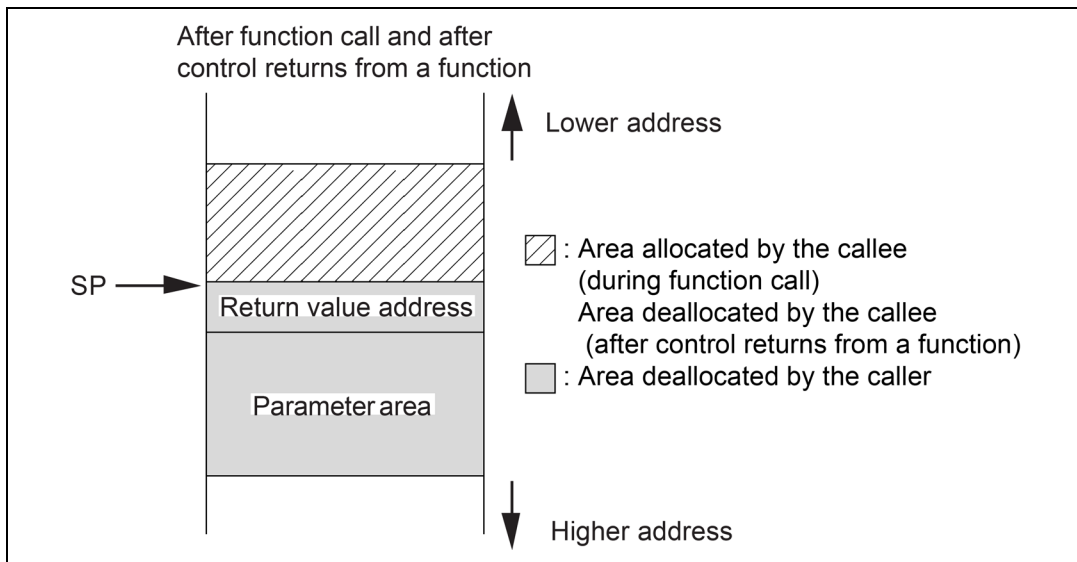 After function call and after
control returns from a function
Lower address
: Area allocated by the callee
(during function call)
Area deallocated by the callee
(after control returns from a function)
: Area deallocated by the caller
SP
Return value address
Parameter area
Higher address